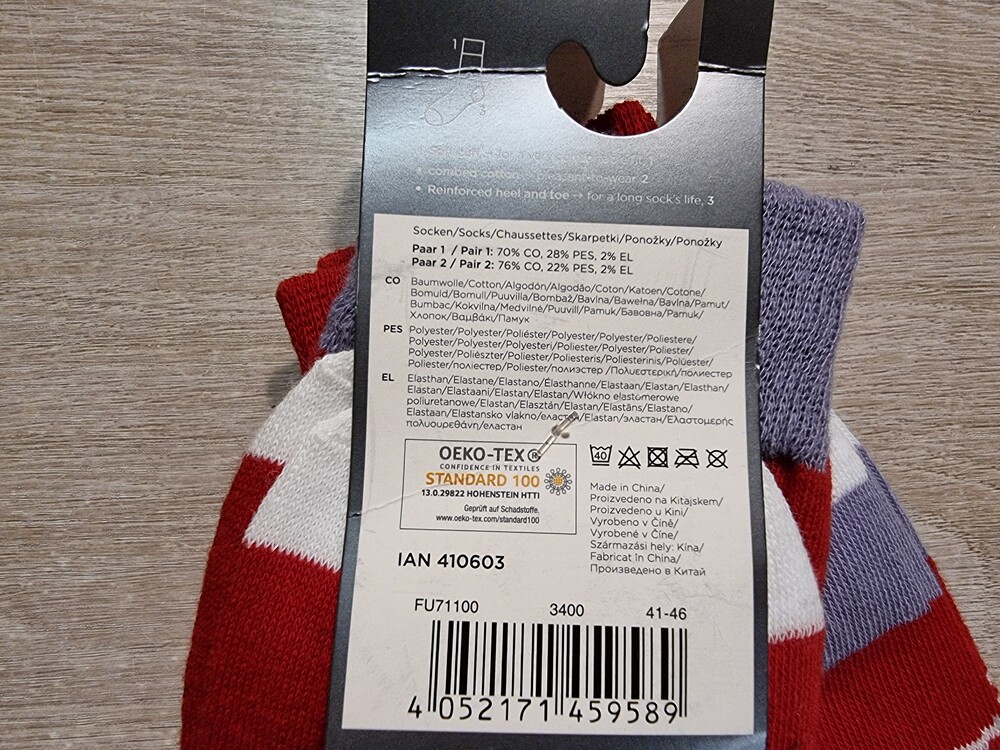 1
3
for a
• combed cotton
-to-wear, 2
• Reinforced heel and toe → for a long sock's life, 3
Socken/Socks/Chaussettes/Skarpetki/Ponožky/Ponožky
Paar 1 / Pair 1: 70% CO, 28% PES, 2% EL
Paar 2 / Pair 2: 76% CO, 22% PES, 2% EL
CO Baumwolle/Cotton/Algodón/Algodão/Coton/Katoen/Cotone/
Bomuld/Bomull/Puuvilla/Bombaž/Bavlna/Bawełna/Bavlna/Pamut/
Bumbac/Kokvilna/Medvilnė/Puuvill/Pamuk/Бавовна/Pamuk/
Хлопок/Βαμβάκι/Памук
PES Polyester/Polyester/Poliéster/Polyester/Polyester/Poliestere/
Polyester/Polyester/Polyesteri/Poliester/Polyester/Poliester/
Polyester/Poliészter/Poliester/Poliesteris/Poliesterinis/Polüester/
Poliester/поліестер/Poliester/полиэстер /Πολυεστερική/полиестер
EL Elasthan/Elastane/Elastano/Élasthanne/Elastaan/Elastan/Elasthan/
Elastan/Elastaani/Elastan/Elastan/Włókno elastomerowe
poliuretanowe/Elastan/Elasztán/Elastan/Elastāns/Elastano/
Elastaan/Elastansko vlakno/еластан/Elastan/эластан/Ελαστομερής
πολυουρεθάνη/еластан
OEKO-TEX®
CONFIDENCE IN TEXTILES
STANDARD 100
13.0.29822 HOHENSTEIN HTTI
Geprüft auf Schadstoffe.
www.oeko-tex.com/standard100
40
Made in China/
Proizvedeno na Kitajskem/
Proizvedeno u Kini/
Vyrobeno v Číně/
Vyrobené v Číne/
Származási hely: Kína/
Fabricat în China/
Произведено в Китай
IAN 410603
FU71100 3400 41-46
4 052171 459589